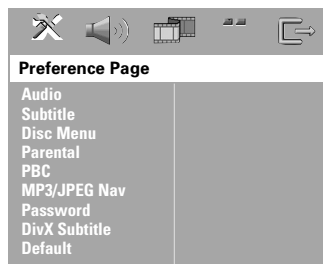 Preference Page
Audio
Subtitle
Disc Menu
Parental
PBC
MP3/JPEG Nav
Password
DivX Subtitle
Default